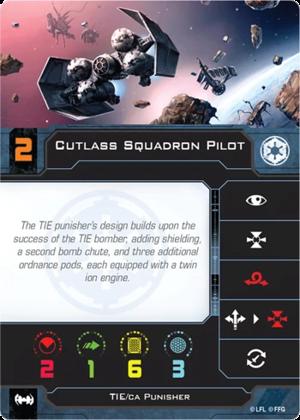 2
Cutlass Squadron Pilot
The TIE punisher's design builds upon the
success of the TIE bomber, adding shielding,
a second bomb chute, and three additional
ordnance pods, each equipped with a twin
ion engine.
2 1 6 3
TIE/ca Punisher
©LFL ©FFG